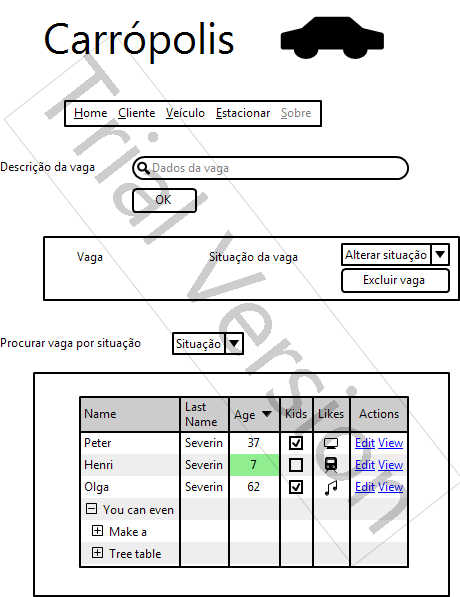 Carrópolis
Home Cliente Veículo Estacionar Sobre
Descrição da vaga
Dados da vaga
OK
Vaga Situação da vaga Alterar situação
Excluir vaga
Procurar vaga por situação Situação
Name Last Name Age Kids Likes Actions
Peter Severin 37 Edit View
Henri Severin 7 Edit View
Olga Severin 62 Edit View
You can even
Make a
Tree table
Trial Version